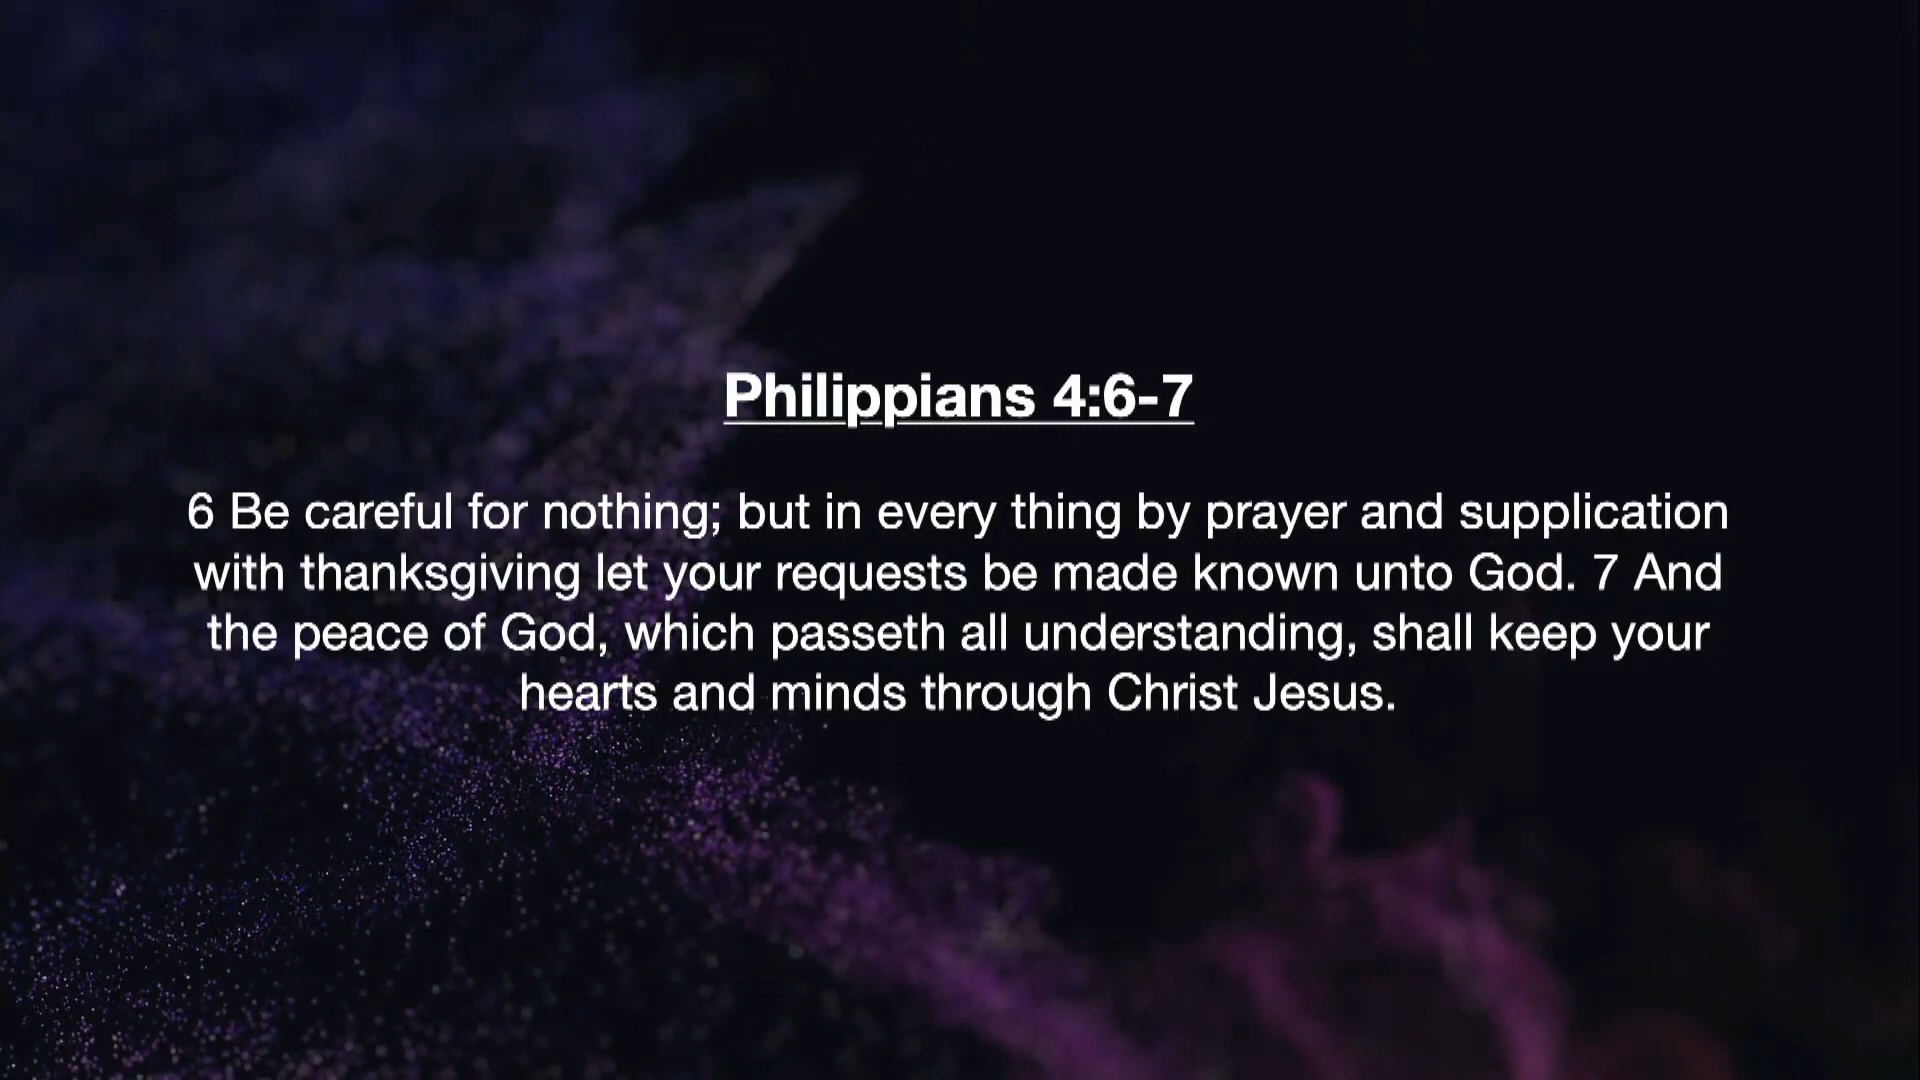 Philippians 4:6-7
6 Be careful for nothing; but in every thing by prayer and supplication
with thanksgiving let your requests be made known unto God. 7 And
the peace of God, which passeth all understanding, shall keep your
hearts and minds through Christ Jesus.